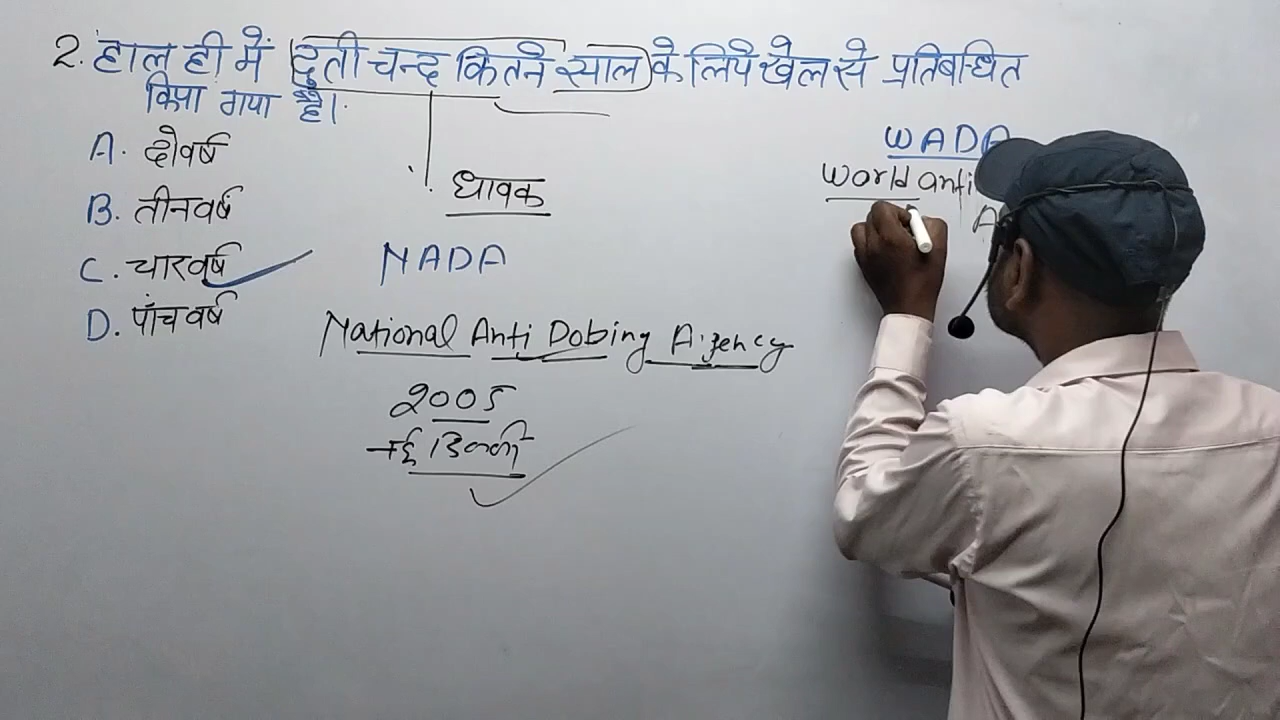 2. हाल ही में दुती चन्द कितने साल के लिये खेल से प्रतिबन्धित
किया गया है।
A. दोवर्ष
B. तीनवर्ष
C. चारवर्ष
D. पाँचवर्ष
धावक
NADA
National Anti Dobing Agency
2005
नई दिल्ली
WADA
World anti
A